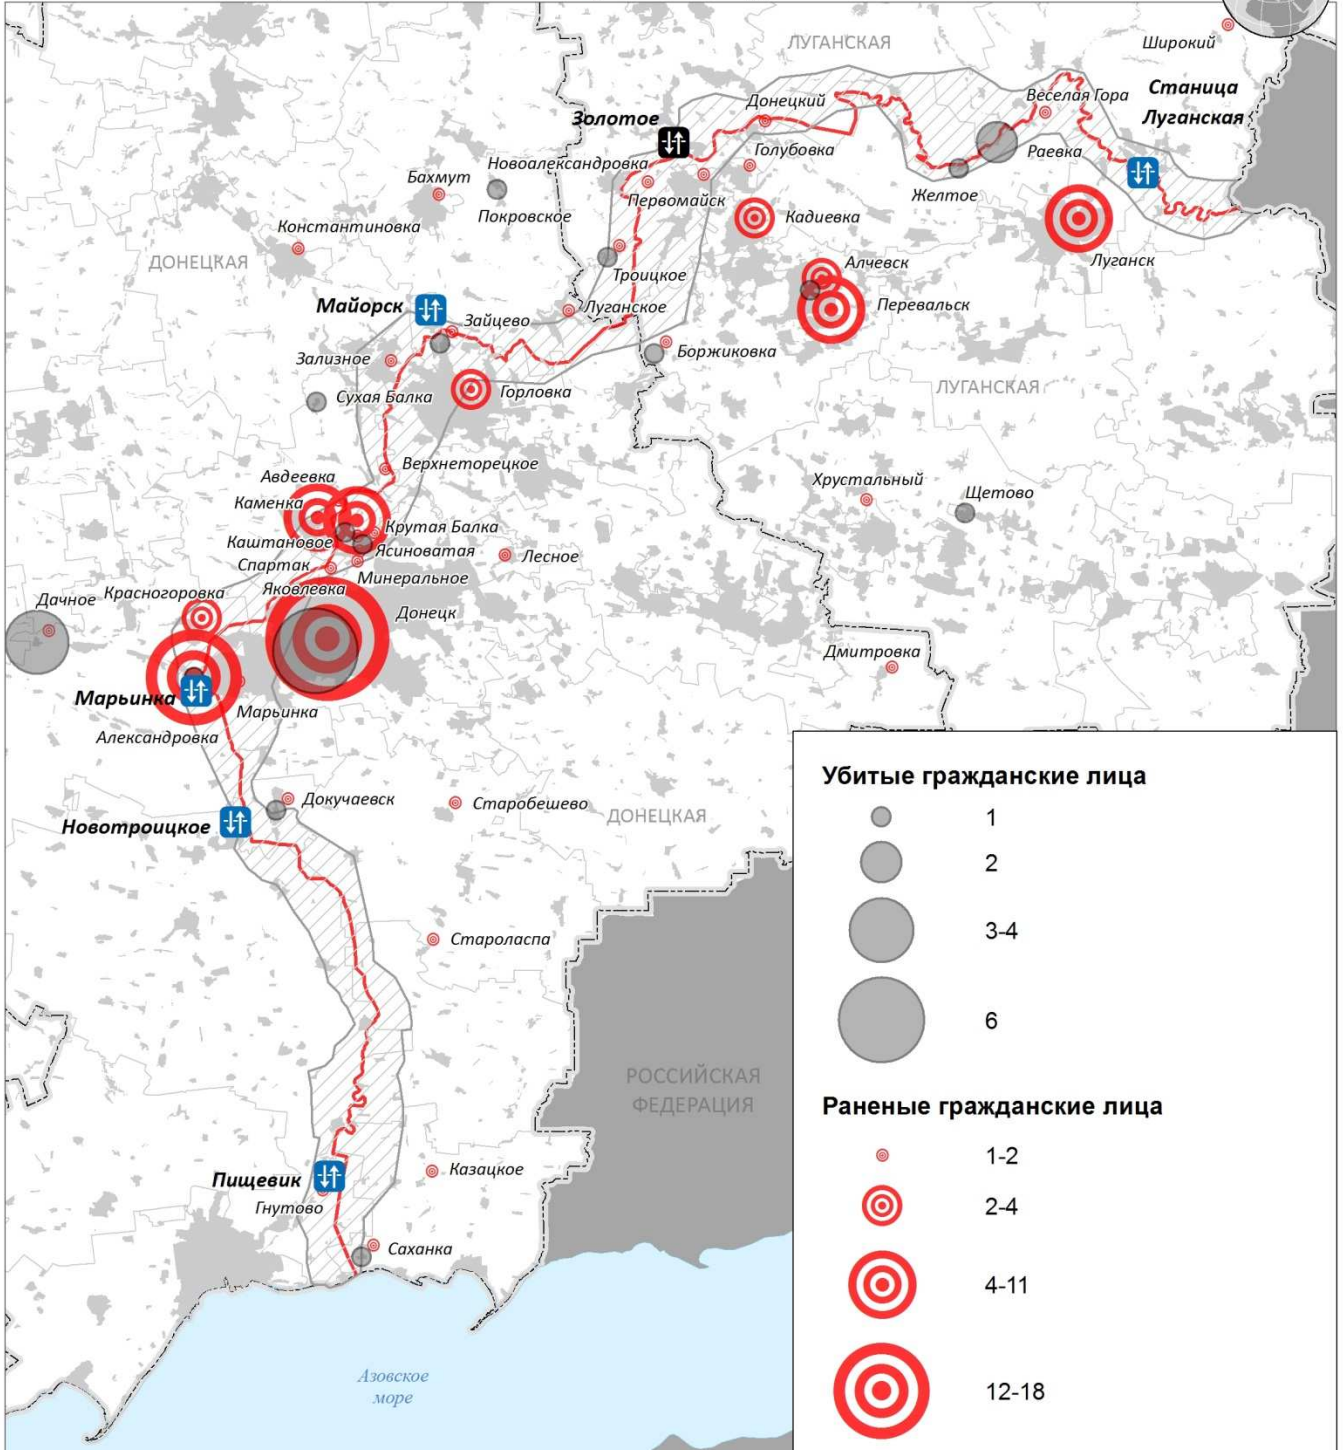 ЛУГАНСКАЯ
Широкий
Станица
Луганская
Веселая Гора
Донецкий
Золотое
Раевка
Голубовка
Новоалександровка
Бахмут
Желтое
Первомайск
Покровское
Кадиевка
Константиновка
ДОНЕЦКАЯ
Луганск
Алчевск
Троицкое
Перевальск
Майорск
Луганское
Зайцево
Боржиковка
Зализное
ЛУГАНСКАЯ
Сухая Балка
Горловка
Верхнеторецкое
Авдеевка
Хрустальный
Щетово
Каменка
Крутая Балка
Каштановое
Ясиноватая
Лесное
Спартак
Минеральное
Яковлевка
Красногоровка
Дачное
Донецк
Дмитровка
Марьинка
Марьинка
Александровка
Докучаевск
Старобешево
ДОНЕЦКАЯ
Новотроицкое
Староласпа
РОССИЙСКАЯ
ФЕДЕРАЦИЯ
Казацкое
Пищевик
Гнутово
Саханка
Азовское
море
Убитые гражданские лица
1
2
3-4
6
Раненые гражданские лица
1-2
2-4
4-11
12-18